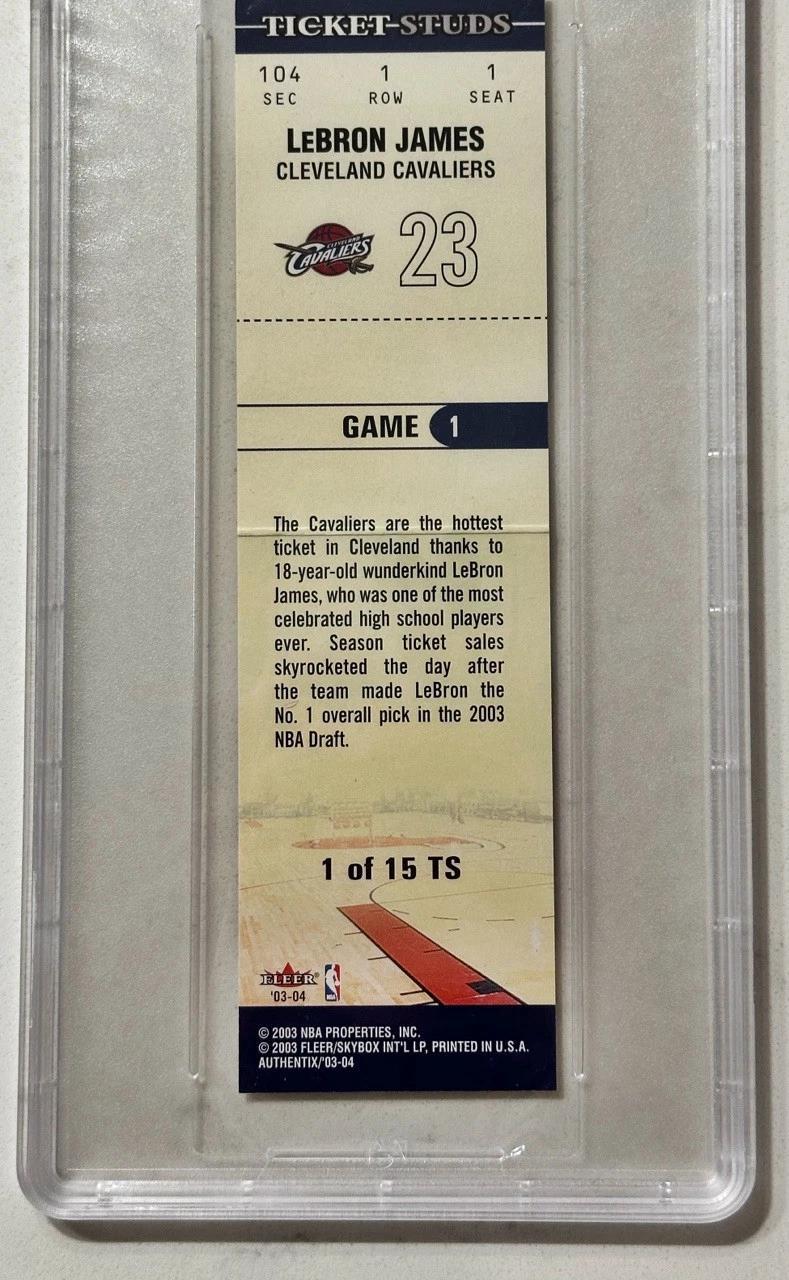 TICKET STUDS
104 1 1
SEC ROW SEAT
LeBRON JAMES
CLEVELAND CAVALIERS
CLEVELAND
CAVALIERS
23
GAME 1
The Cavaliers are the hottest
ticket in Cleveland thanks to
18-year-old wunderkind LeBron
James, who was one of the most
celebrated high school players
ever. Season ticket sales
skyrocketed the day after
the team made LeBron the
No. 1 overall pick in the 2003
NBA Draft.
1 of 15 TS
FLEER®
'03-04
NBA
© 2003 NBA PROPERTIES, INC.
© 2003 FLEER/SKYBOX INT'L LP, PRINTED IN U.S.A.
AUTHENTIX/'03-04